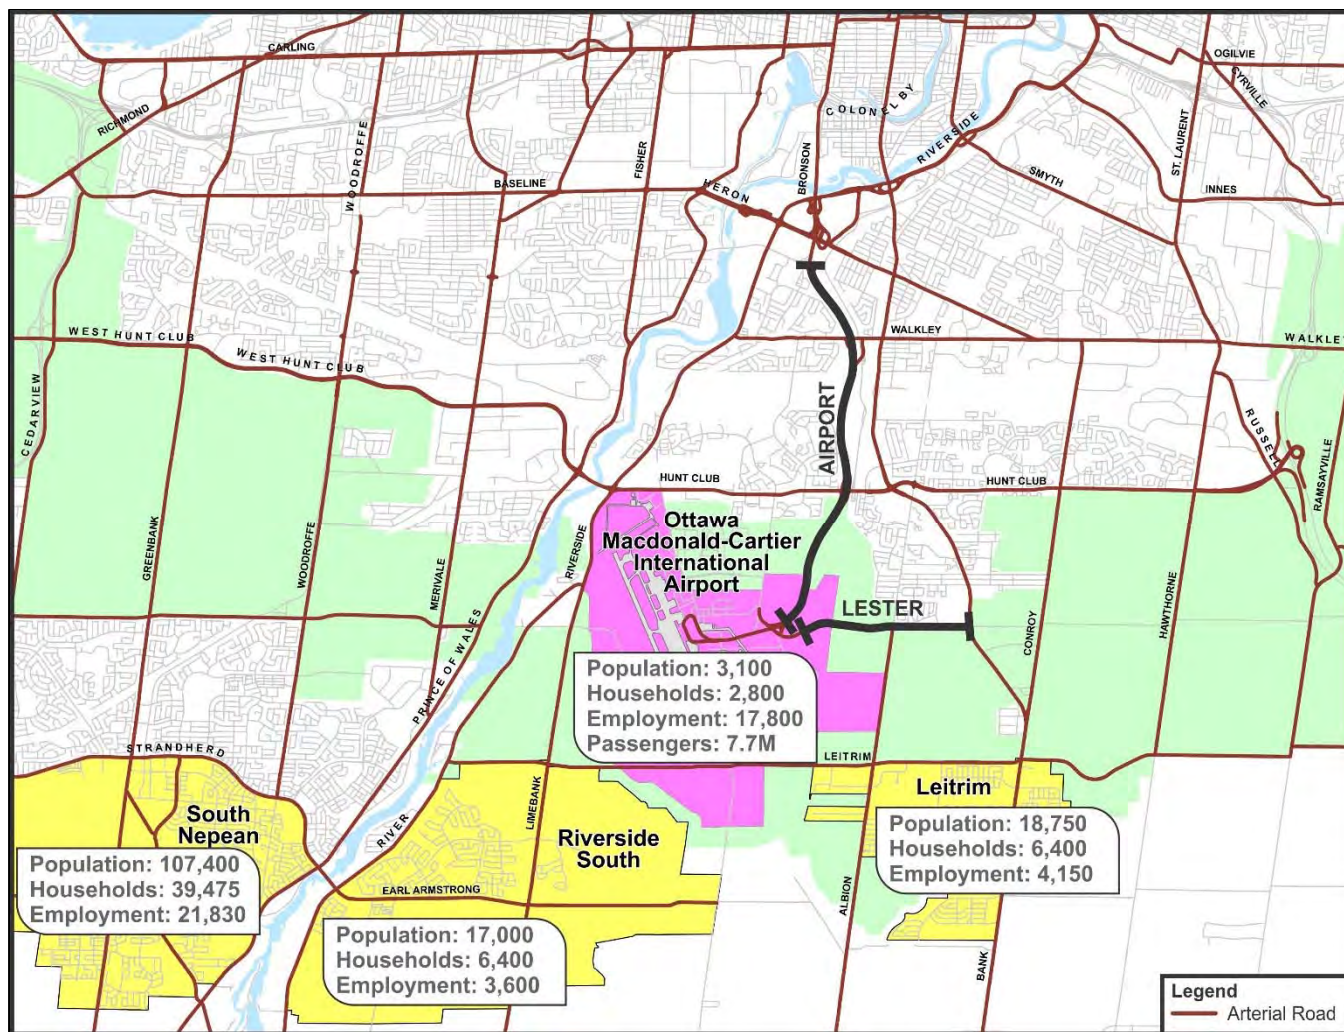 CARLING
OGILVIE
CYRVILLE
RICHMOND
COLONEL BY
RIVERSIDE
WOODROFFE
FISHER
BRONSON
ST. LAURENT
SMYTH
BASELINE
HERON
INNES
WEST HUNT CLUB
WEST HUNT CLUB
WALKLEY
WALKLEY
CEDARVIEW
AIRPORT
RUSSELL
RAMSAYVILLE
HUNT CLUB
HUNT CLUB
GREENBANK
WOODROFFE
MERIVALE
RIVERSIDE
Ottawa
Macdonald-Cartier
International
Airport
LESTER
CONROY
HAWTHORNE
PRINCE OF WALES
Population: 3,100
Households: 2,800
Employment: 17,800
Passengers: 7.7M
STRANDHERD
LEITRIM
LIMEBANK
RIVER
South
Nepean
Population: 107,400
Households: 39,475
Employment: 21,830
Riverside
South
EARL ARMSTRONG
Population: 17,000
Households: 6,400
Employment: 3,600
Leitrim
Population: 18,750
Households: 6,400
Employment: 4,150
ALBION
BANK
Legend
Arterial Road